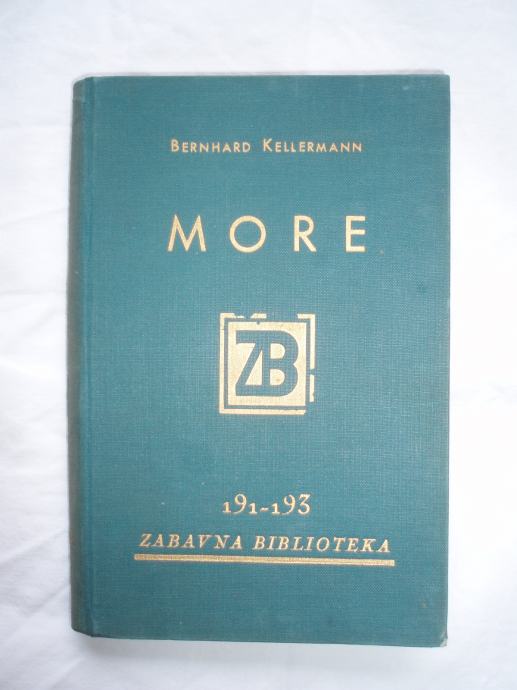 BERNHARD KELLERMANN
MORE
ZB
191-193
ZABAVNA BIBLIOTEKA